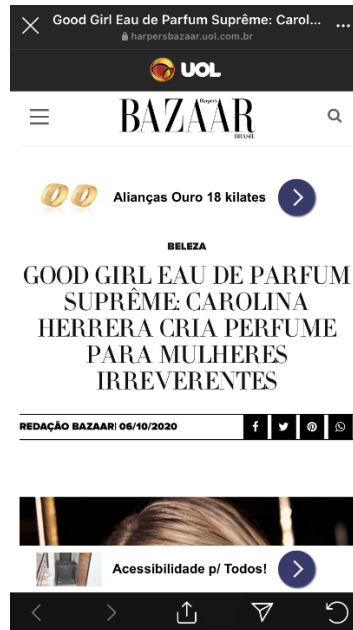 Good Girl Eau de Parfum Suprême: Carol...
harpersbazaar.uol.com.br
UOL
Harper's
BAZAAR
BRASIL
Alianças Ouro 18 kilates
BELEZA
GOOD GIRL EAU DE PARFUM
SUPRÊME: CAROLINA
HERRERA CRIA PERFUME
PARA MULHERES
IRREVERENTES
REDAÇÃO BAZAAR| 06/10/2020
Acessibilidade p/ Todos!